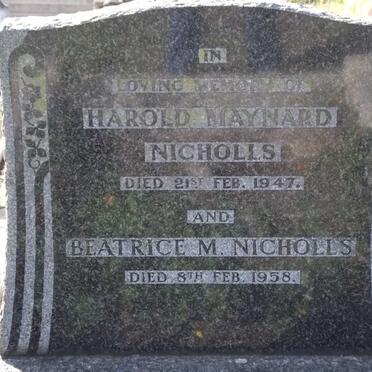 IN
LOVING MEMORY OF
HAROLD MAYNARD
NICHOLLS
DIED 21ST FEB. 1947.
AND
BEATRICE M. NICHOLLS
DIED 8TH FEB. 1958.